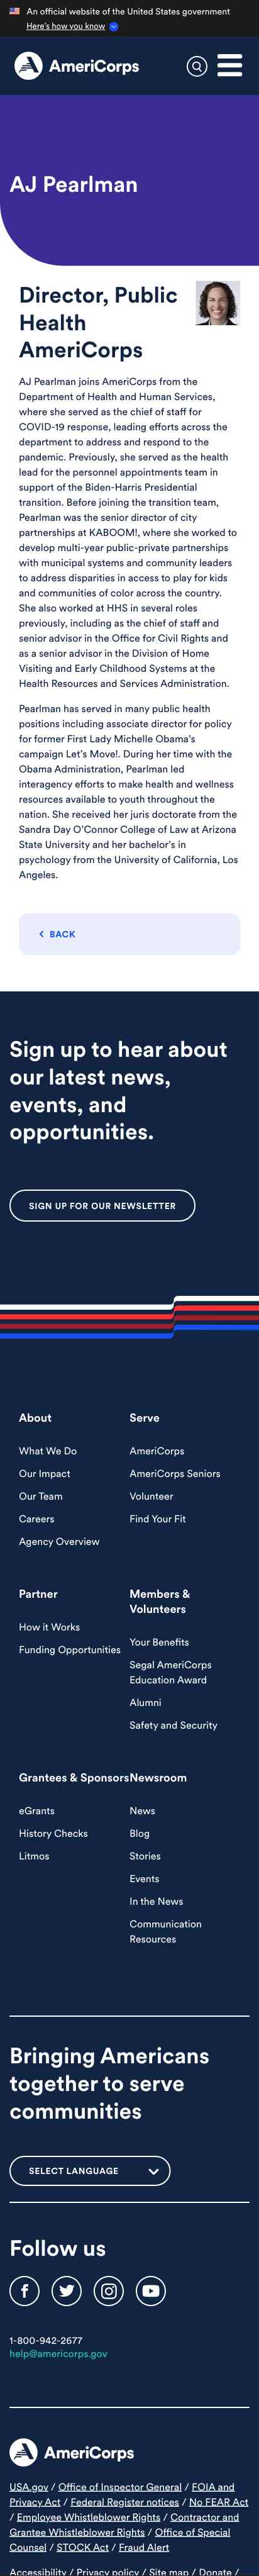 An official website of the United States government
Here's how you know
AmeriCorps
AJ Pearlman
Director, Public
Health
AmeriCorps
AJ Pearlman joins AmeriCorps from the
Department of Health and Human Services,
where she served as the chief of staff for
COVID-19 response, leading efforts across the
department to address and respond to the
pandemic. Previously, she served as the health
lead for the personnel appointments team in
support of the Biden-Harris Presidential
transition. Before joining the transition team,
Pearlman was the senior director of city
partnerships at KABOOM!, where she worked to
develop multi-year public-private partnerships
with municipal systems and community leaders
to address disparities in access to play for kids
and communities of color across the country.
She also worked at HHS in several roles
previously, including as the chief of staff and
senior advisor in the Office for Civil Rights and
as a senior advisor in the Division of Home
Visiting and Early Childhood Systems at the
Health Resources and Services Administration.
Pearlman has served in many public health
positions including associate director for policy
for former First Lady Michelle Obama's
campaign Let's Move!. During her time with the
Obama Administration, Pearlman led
interagency efforts to make health and wellness
resources available to youth throughout the
nation. She received her juris doctorate from the
Sandra Day O'Connor College of Law at Arizona
State University and her bachelor's in
psychology from the University of California, Los
Angeles.
BACK
Sign up to hear about
our latest news,
events, and
opportunities.
SIGN UP FOR OUR NEWSLETTER
About
What We Do
Our Impact
Our Team
Careers
Agency Overview
Serve
AmeriCorps
AmeriCorps Seniors
Volunteer
Find Your Fit
Partner
How it Works
Funding Opportunities
Members &
Volunteers
Your Benefits
Segal AmeriCorps
Education Award
Alumni
Safety and Security
Grantees & Sponsors
eGrants
History Checks
Litmos
Newsroom
News
Blog
Stories
Events
In the News
Communication
Resources
Bringing Americans
together to serve
communities
SELECT LANGUAGE
Follow us
1-800-942-2677
help@americorps.gov
AmeriCorps
USA.gov / Office of Inspector General / FOIA and
Privacy Act / Federal Register notices / No FEAR Act
/ Employee Whistleblower Rights / Contractor and
Grantee Whistleblower Rights / Office of Special
Counsel / STOCK Act / Fraud Alert
Accessibility / Privacy policy / Site map / Donate /